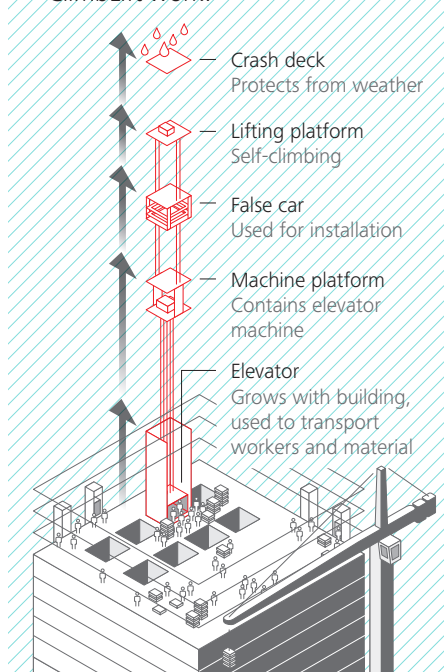 Crash deck
Protects from weather
Lifting platform
Self-climbing
False car
Used for installation
Machine platform
Contains elevator
machine
Elevator
Grows with building,
used to transport
workers and material